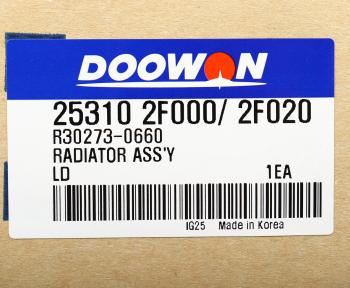 DOOWON
25310 2F000/ 2F020
R30273-0660
RADIATOR ASS'Y
LD 1EA
IG25 Made in Korea